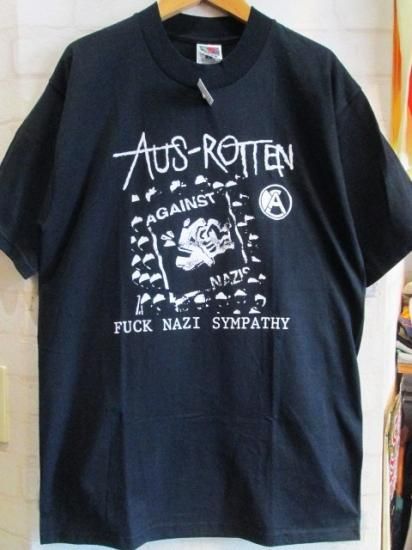 AUS-ROTTEN
AGAINST
A
NAZIS
FUCK NAZI SYMPATHY